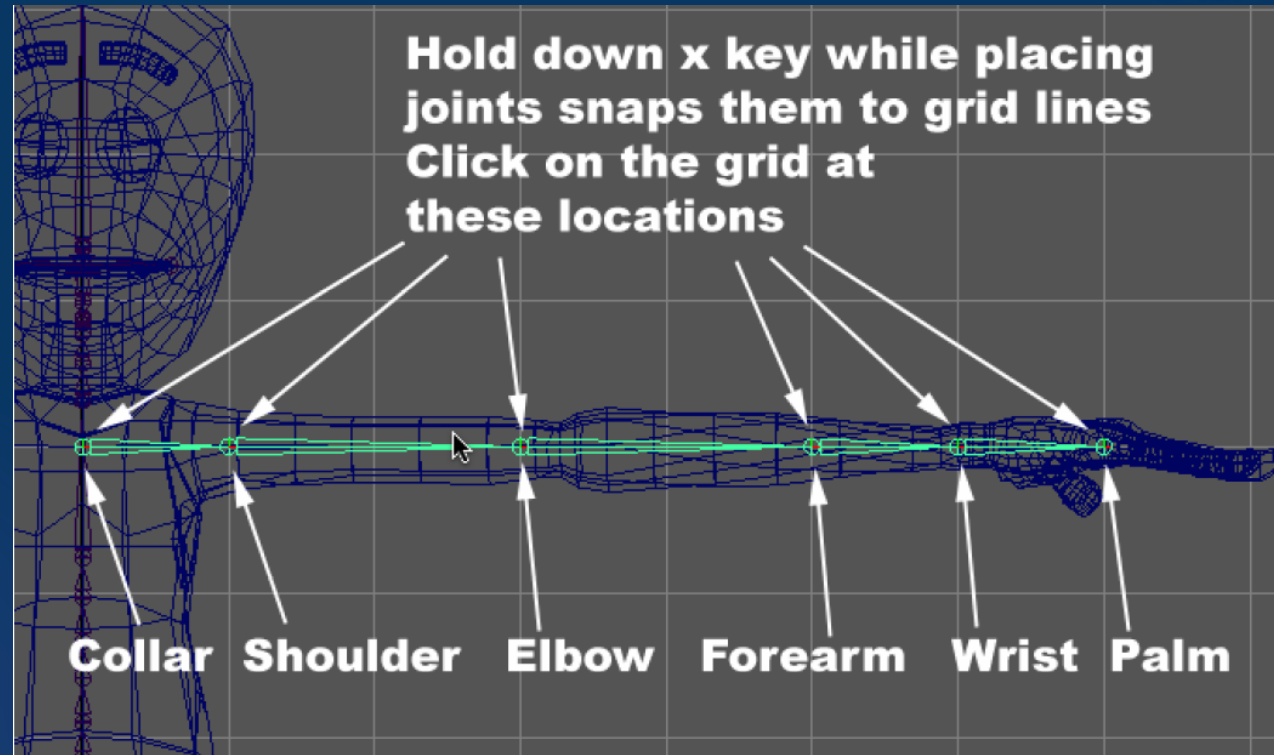 Hold down x key while placing
joints snaps them to grid lines
Click on the grid at
these locations
Collar Shoulder Elbow Forearm Wrist Palm